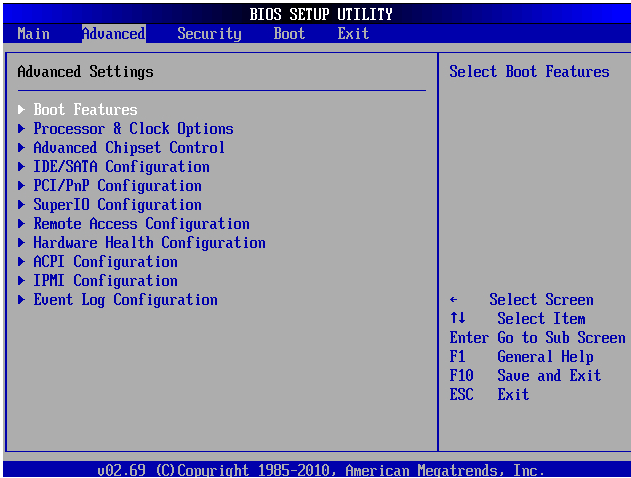 BIOS SETUP UTILITY
Main Advanced Security Boot Exit
Advanced Settings
Boot Features
Processor & Clock Options
Advanced Chipset Control
IDE/SATA Configuration
PCI/PnP Configuration
SuperIO Configuration
Remote Access Configuration
Hardware Health Configuration
ACPI Configuration
IPMI Configuration
Event Log Configuration
Select Boot Features
← Select Screen
↑↓ Select Item
Enter Go to Sub Screen
F1 General Help
F10 Save and Exit
ESC Exit
v02.69 (C)Copyright 1985-2010, American Megatrends, Inc.